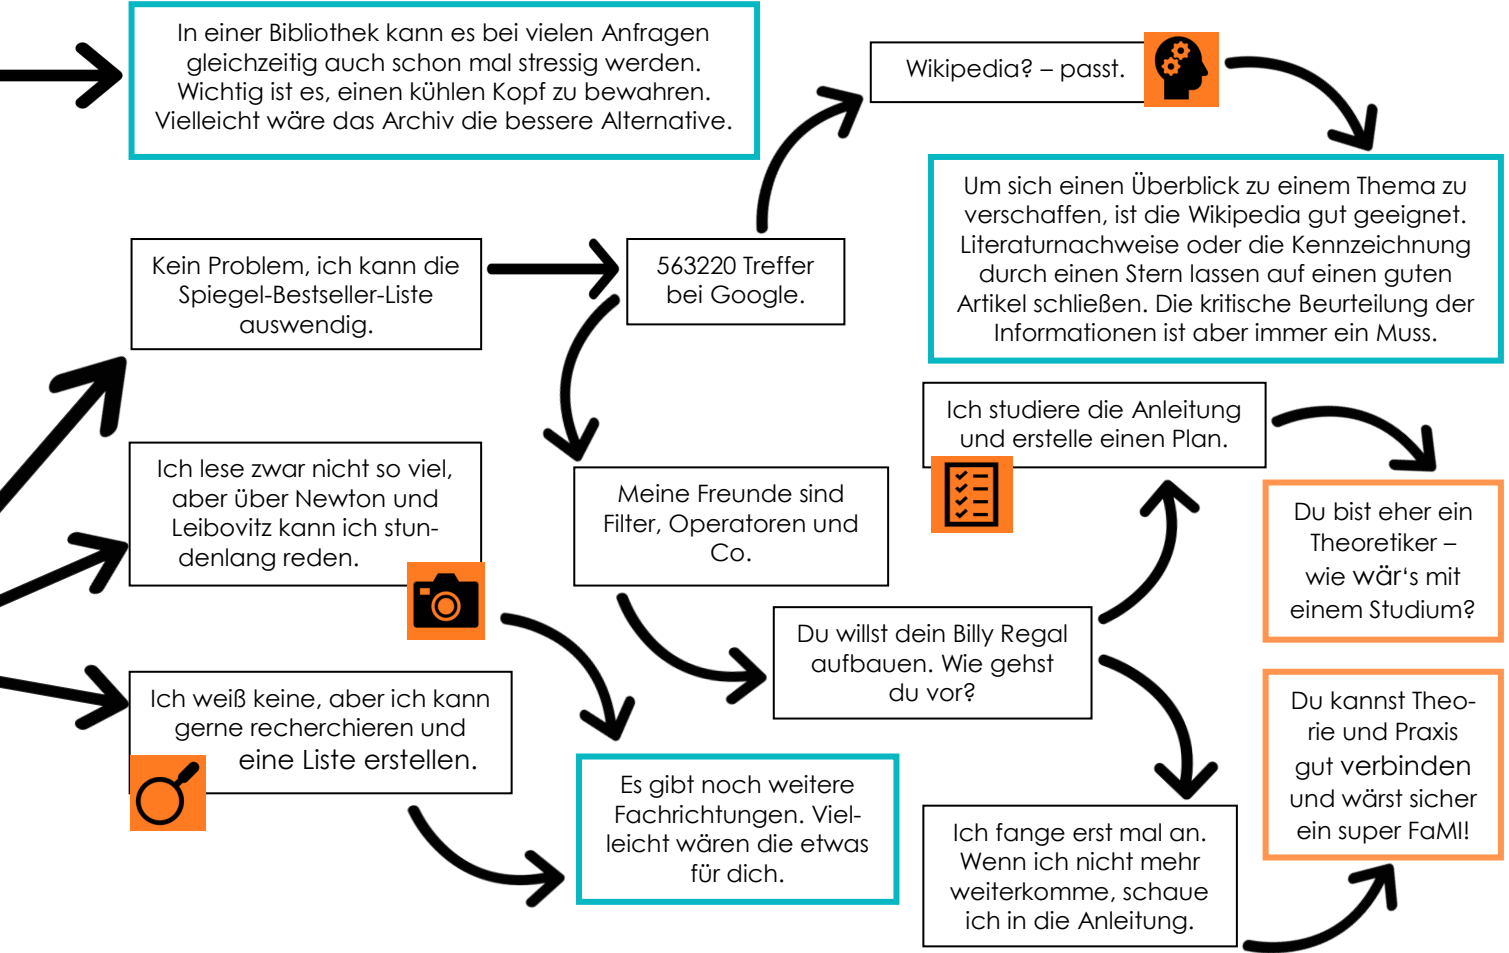 In einer Bibliothek kann es bei vielen Anfragen
gleichzeitig auch schon mal stressig werden.
Wichtig ist es, einen kühlen Kopf zu bewahren.
Vielleicht wäre das Archiv die bessere Alternative.
Wikipedia? – passt.
Um sich einen Überblick zu einem Thema zu
verschaffen, ist die Wikipedia gut geeignet.
Literaturnachweise oder die Kennzeichnung
durch einen Stern lassen auf einen guten
Artikel schließen. Die kritische Beurteilung der
Informationen ist aber immer ein Muss.
Kein Problem, ich kann die
Spiegel-Bestseller-Liste
auswendig.
563220 Treffer
bei Google.
Ich studiere die Anleitung
und erstelle einen Plan.
Ich lese zwar nicht so viel,
aber über Newton und
Leibovitz kann ich stun-
denlang reden.
Meine Freunde sind
Filter, Operatoren und
Co.
Du bist eher ein
Theoretiker –
wie wär‘s mit
einem Studium?
Du willst dein Billy Regal
aufbauen. Wie gehst
du vor?
Ich weiß keine, aber ich kann
gerne recherchieren und
eine Liste erstellen.
Du kannst Theo-
rie und Praxis
gut verbinden
und wärst sicher
ein super FaMI!
Es gibt noch weitere
Fachrichtungen. Viel-
leicht wären die etwas
für dich.
Ich fange erst mal an.
Wenn ich nicht mehr
weiterkomme, schaue
ich in die Anleitung.